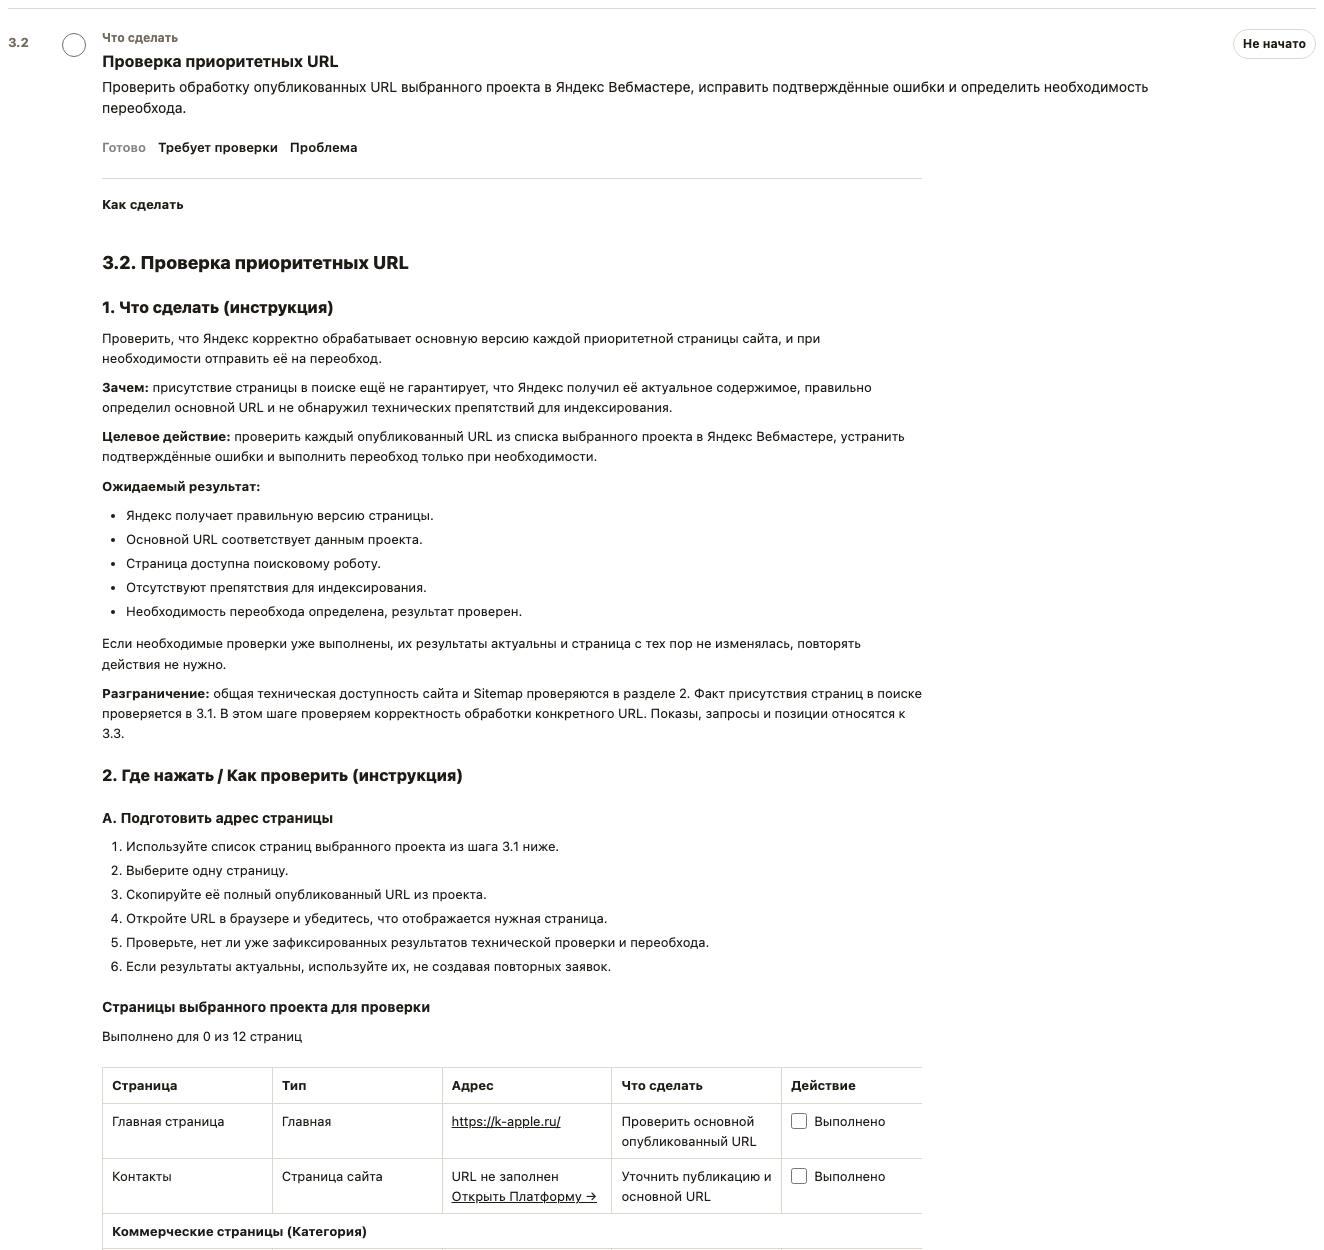 3.2
Что сделать
Не начато
Проверка приоритетных URL
Проверить обработку опубликованных URL выбранного проекта в Яндекс Вебмастере, исправить подтверждённые ошибки и определить необходимость
переобхода.
Готово Требует проверки Проблема
Как сделать
3.2. Проверка приоритетных URL
1. Что сделать (инструкция)
Проверить, что Яндекс корректно обрабатывает основную версию каждой приоритетной страницы сайта, и при
необходимости отправить её на переобход.
Зачем: присутствие страницы в поиске ещё не гарантирует, что Яндекс получил её актуальное содержимое, правильно
определил основной URL и не обнаружил технических препятствий для индексирования.
Целевое действие: проверить каждый опубликованный URL из списка выбранного проекта в Яндекс Вебмастере, устранить
подтверждённые ошибки и выполнить переобход только при необходимости.
Ожидаемый результат:
• Яндекс получает правильную версию страницы.
• Основной URL соответствует данным проекта.
• Страница доступна поисковому роботу.
• Отсутствуют препятствия для индексирования.
• Необходимость переобхода определена, результат проверен.
Если необходимые проверки уже выполнены, их результаты актуальны и страница с тех пор не изменялась, повторять
действия не нужно.
Разграничение: общая техническая доступность сайта и Sitemap проверяются в разделе 2. Факт присутствия страниц в поиске
проверяется в 3.1. В этом шаге проверяем корректность обработки конкретного URL. Показы, запросы и позиции относятся к
3.3.
2. Где нажать / Как проверить (инструкция)
А. Подготовить адрес страницы
1. Используйте список страниц выбранного проекта из шага 3.1 ниже.
2. Выберите одну страницу.
3. Скопируйте её полный опубликованный URL из проекта.
4. Откройте URL в браузере и убедитесь, что отображается нужная страница.
5. Проверьте, нет ли уже зафиксированных результатов технической проверки и переобхода.
6. Если результаты актуальны, используйте их, не создавая повторных заявок.
Страницы выбранного проекта для проверки
Выполнено для 0 из 12 страниц
Страница Тип Адрес Что сделать Действие
Главная страница Главная https://k-apple.ru/ Проверить основной Выполнено
опубликованный URL
Контакты Страница сайта URL не заполнен Уточнить публикацию и Выполнено
Открыть Платформу → основной URL
Коммерческие страницы (Категория)